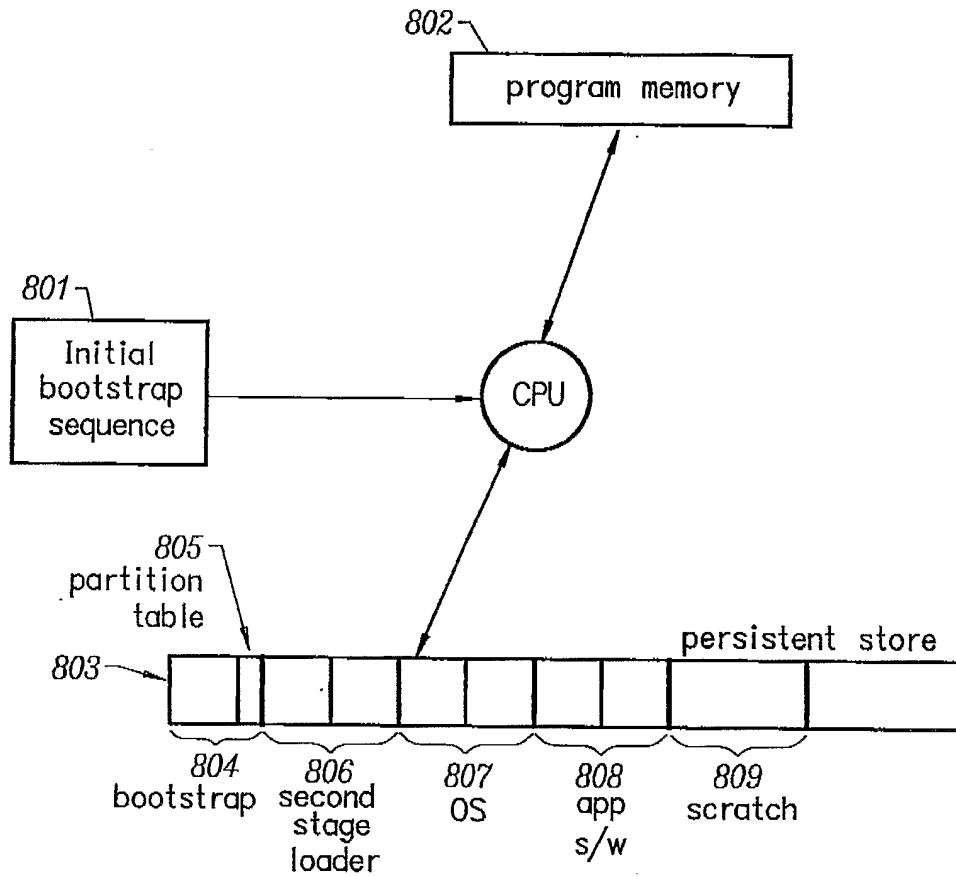 802
program memory
801
Initial
bootstrap
sequence
CPU
805
partition
table
persistent store
803
804
bootstrap
806
second
stage
loader
807
OS
808
app
s/w
809
scratch